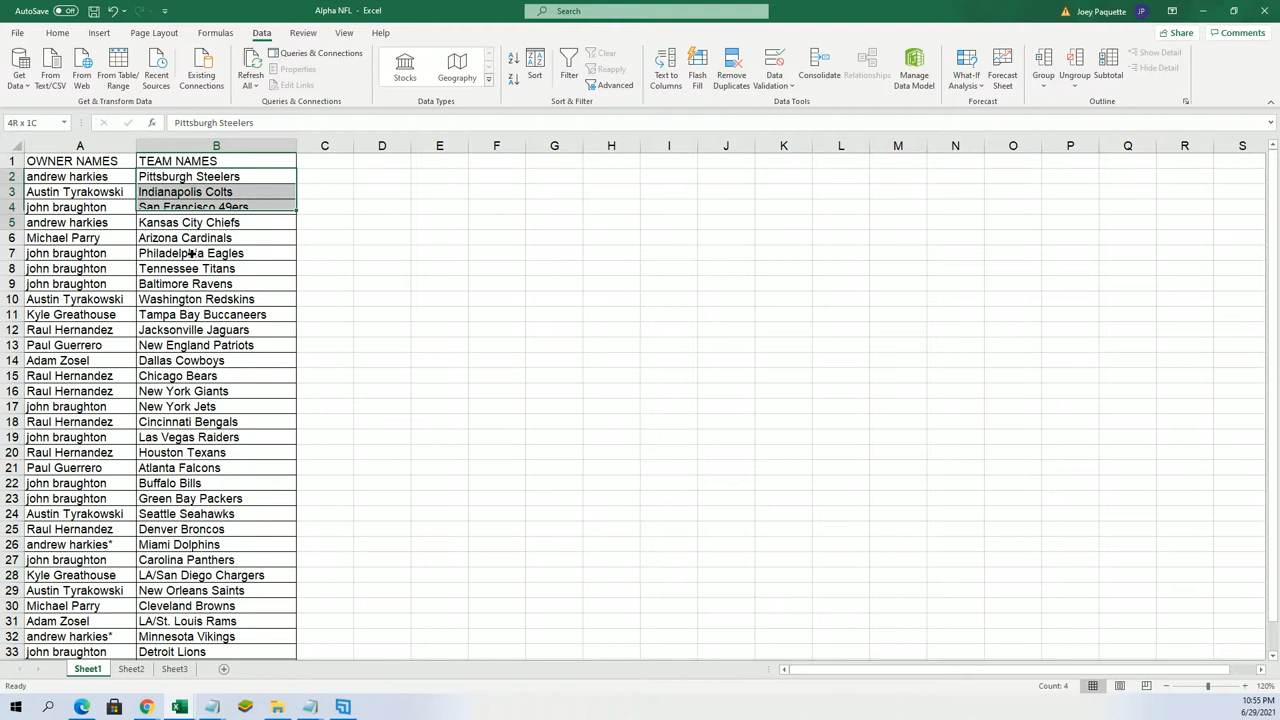 AutoSave Off Alpha NFL - Excel Search Joey Paquette JP
File Home Insert Page Layout Formulas Data Review View Help Share Comments
Get Data From Text/CSV From Web From Table/Range Recent Sources Existing Connections Refresh All Queries & Connections Properties Edit Links Stocks Geography Sort Filter Clear Reapply Advanced Text to Columns Flash Fill Remove Duplicates Data Validation Consolidate Relationships Manage Data Model What-If Analysis Forecast Sheet Group Ungroup Subtotal Show Detail Hide Detail
Get & Transform Data Queries & Connections Data Types Sort & Filter Data Tools Forecast Outline
4R x 1C fx Pittsburgh Steelers
A B C D E F G H I J K L M N O P Q R S
1 OWNER NAMES TEAM NAMES
2 andrew harkies Pittsburgh Steelers
3 Austin Tyrakowski Indianapolis Colts
4 john braughton San Francisco 49ers
5 andrew harkies Kansas City Chiefs
6 Michael Parry Arizona Cardinals
7 john braughton Philadelphia Eagles
8 john braughton Tennessee Titans
9 john braughton Baltimore Ravens
10 Austin Tyrakowski Washington Redskins
11 Kyle Greathouse Tampa Bay Buccaneers
12 Raul Hernandez Jacksonville Jaguars
13 Paul Guerrero New England Patriots
14 Adam Zosel Dallas Cowboys
15 Raul Hernandez Chicago Bears
16 Raul Hernandez New York Giants
17 john braughton New York Jets
18 Raul Hernandez Cincinnati Bengals
19 john braughton Las Vegas Raiders
20 Raul Hernandez Houston Texans
21 Paul Guerrero Atlanta Falcons
22 john braughton Buffalo Bills
23 john braughton Green Bay Packers
24 Austin Tyrakowski Seattle Seahawks
25 Raul Hernandez Denver Broncos
26 andrew harkies* Miami Dolphins
27 john braughton Carolina Panthers
28 Kyle Greathouse LA/San Diego Chargers
29 Austin Tyrakowski New Orleans Saints
30 Michael Parry Cleveland Browns
31 Adam Zosel LA/St. Louis Rams
32 andrew harkies* Minnesota Vikings
33 john braughton Detroit Lions
Sheet1 Sheet2 Sheet3
Ready Count: 4 120%
10:55 PM
6/29/2021